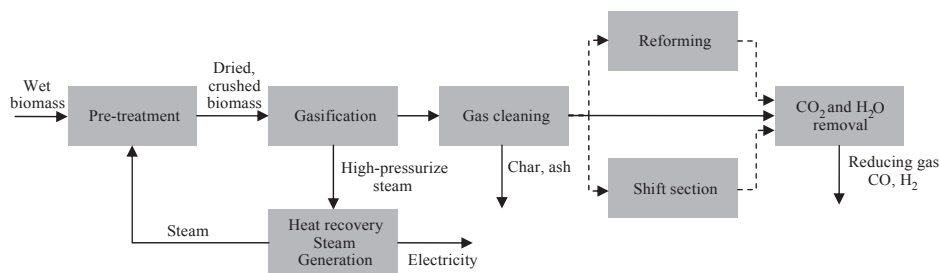 Wet
biomass
Pre-treatment
Dried,
crushed
biomass
Gasification
Gas cleaning
Reforming
CO₂ and H₂O
removal
Shift section
High-pressurize
steam
Char, ash
Reducing gas
CO, H₂
Heat recovery
Steam
Generation
Steam
Electricity